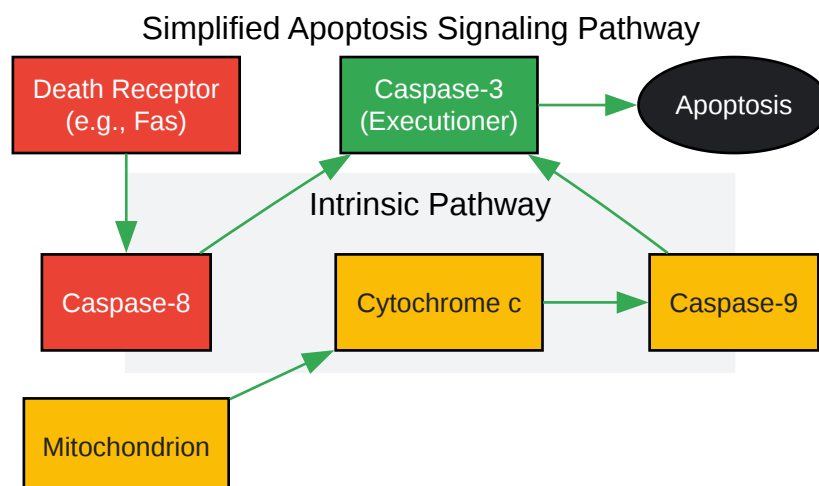 Simplified Apoptosis Signaling Pathway
Death Receptor
(e.g., Fas)
Caspase-3
(Executioner)
Apoptosis
Intrinsic Pathway
Caspase-8
Cytochrome c
Caspase-9
Mitochondrion